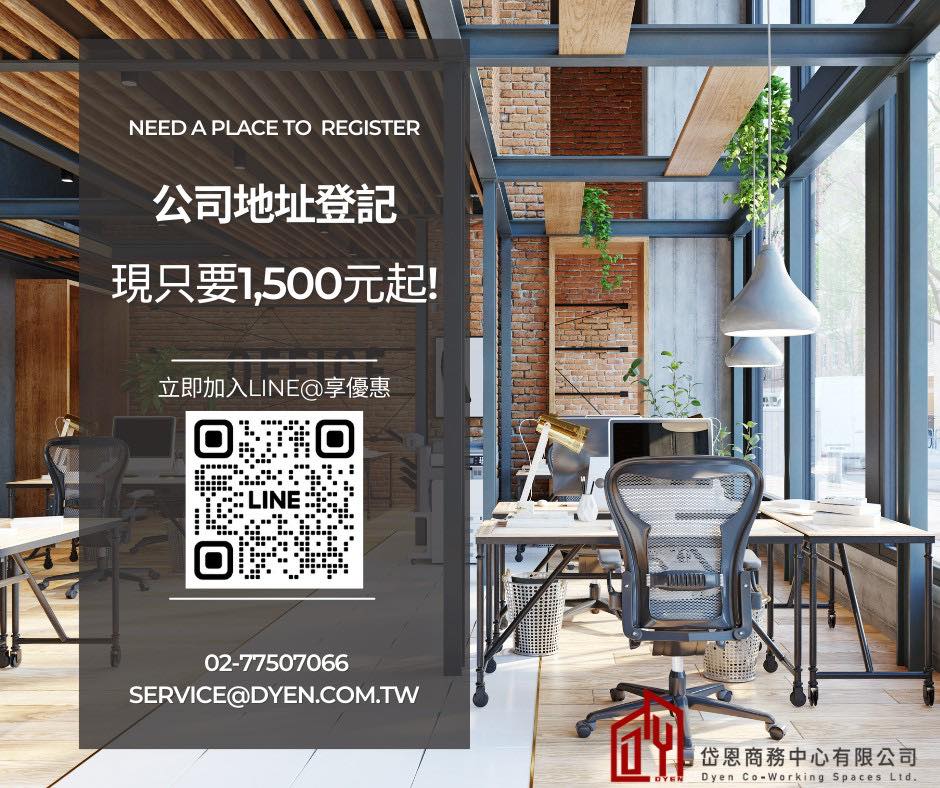 NEED A PLACE TO REGISTER
公司地址登記
現只要1,500元起!
OFFICE
立即加入LINE@享優惠
LINE
02-77507066
SERVICE@DYEN.COM.TW
DYEN
岱恩商務中心有限公司
Dyen Co-Working Spaces Ltd.